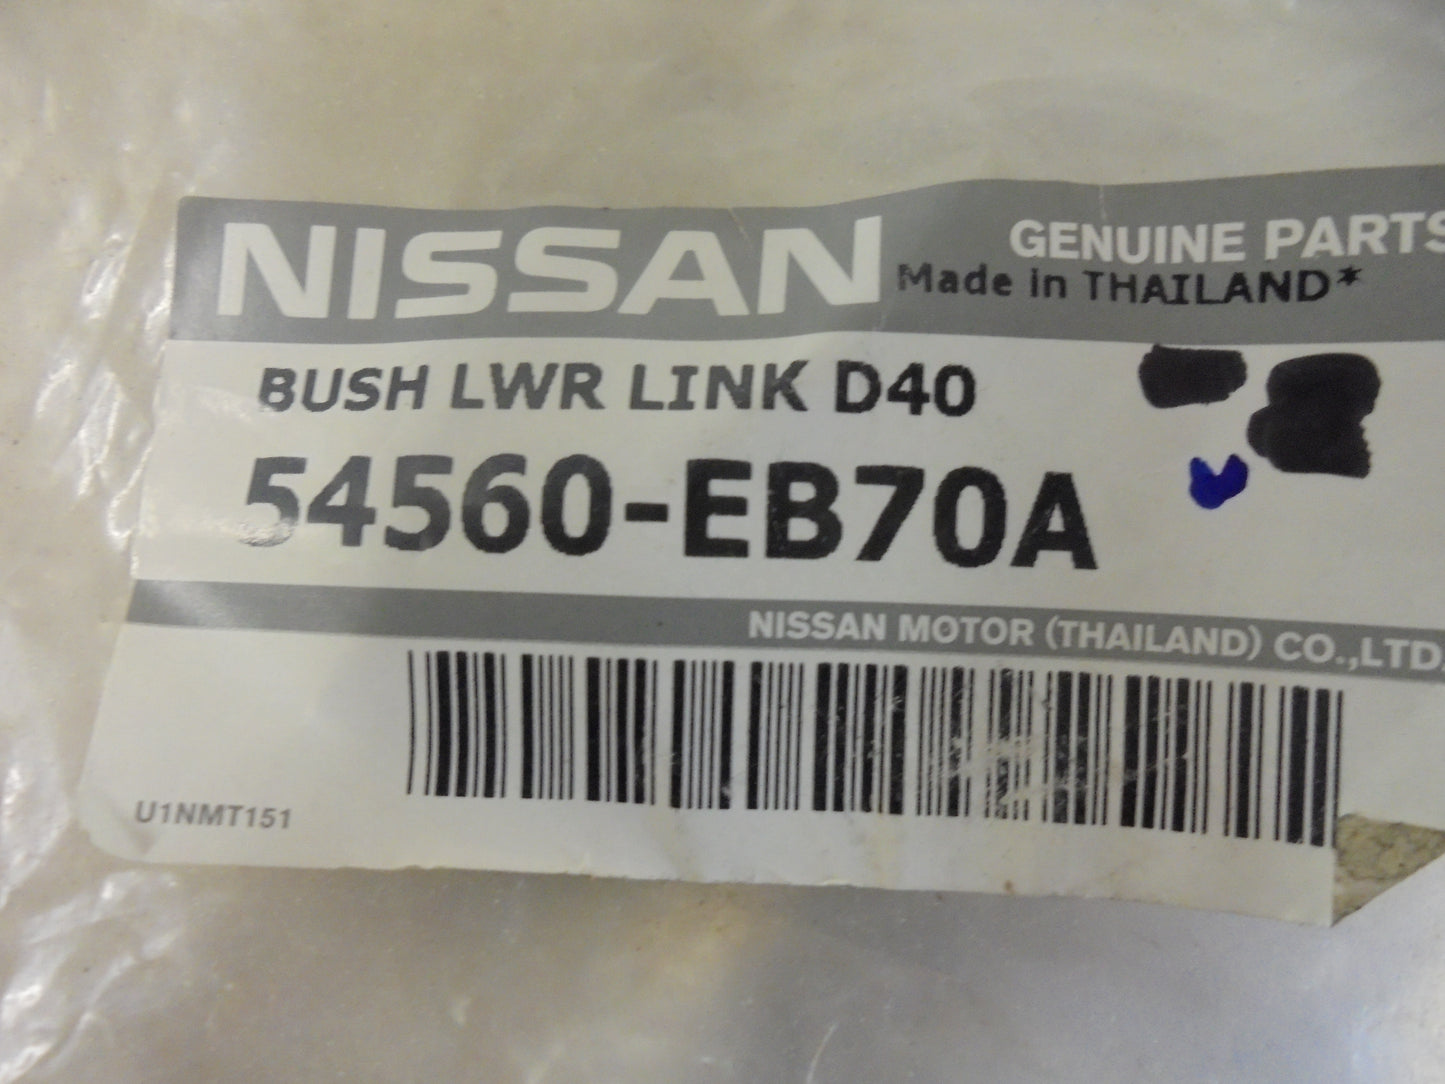 NISSAN GENUINE PARTS
Made in THAILAND*
BUSH LWR LINK D40
54560-EB70A
NISSAN MOTOR (THAILAND) CO.,LTD.
U1NMT151